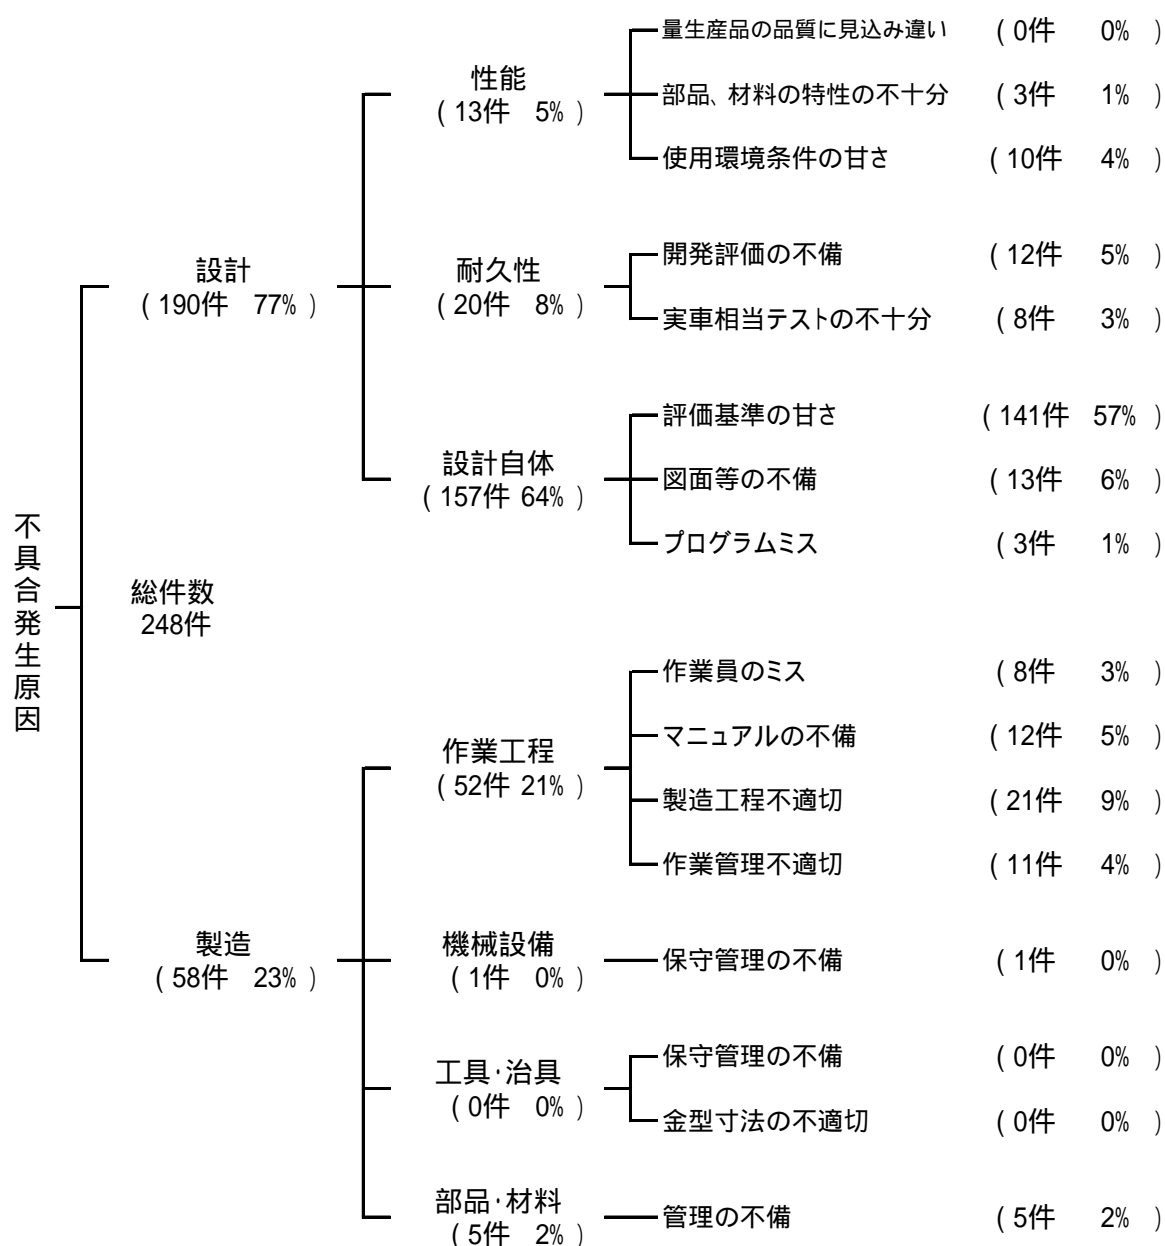 不具合発生原因
総件数
248件
設計
( 190件 77% )
性能
( 13件 5% )
量生産品の品質に見込み違い ( 0件 0% )
部品、材料の特性の不十分 ( 3件 1% )
使用環境条件の甘さ ( 10件 4% )
耐久性
( 20件 8% )
開発評価の不備 ( 12件 5% )
実車相当テストの不十分 ( 8件 3% )
設計自体
( 157件 64% )
評価基準の甘さ ( 141件 57% )
図面等の不備 ( 13件 6% )
プログラムミス ( 3件 1% )
製造
( 58件 23% )
作業工程
( 52件 21% )
作業員のミス ( 8件 3% )
マニュアルの不備 ( 12件 5% )
製造工程不適切 ( 21件 9% )
作業管理不適切 ( 11件 4% )
機械設備
( 1件 0% )
保守管理の不備 ( 1件 0% )
工具・治具
( 0件 0% )
保守管理の不備 ( 0件 0% )
金型寸法の不適切 ( 0件 0% )
部品・材料
( 5件 2% )
管理の不備 ( 5件 2% )